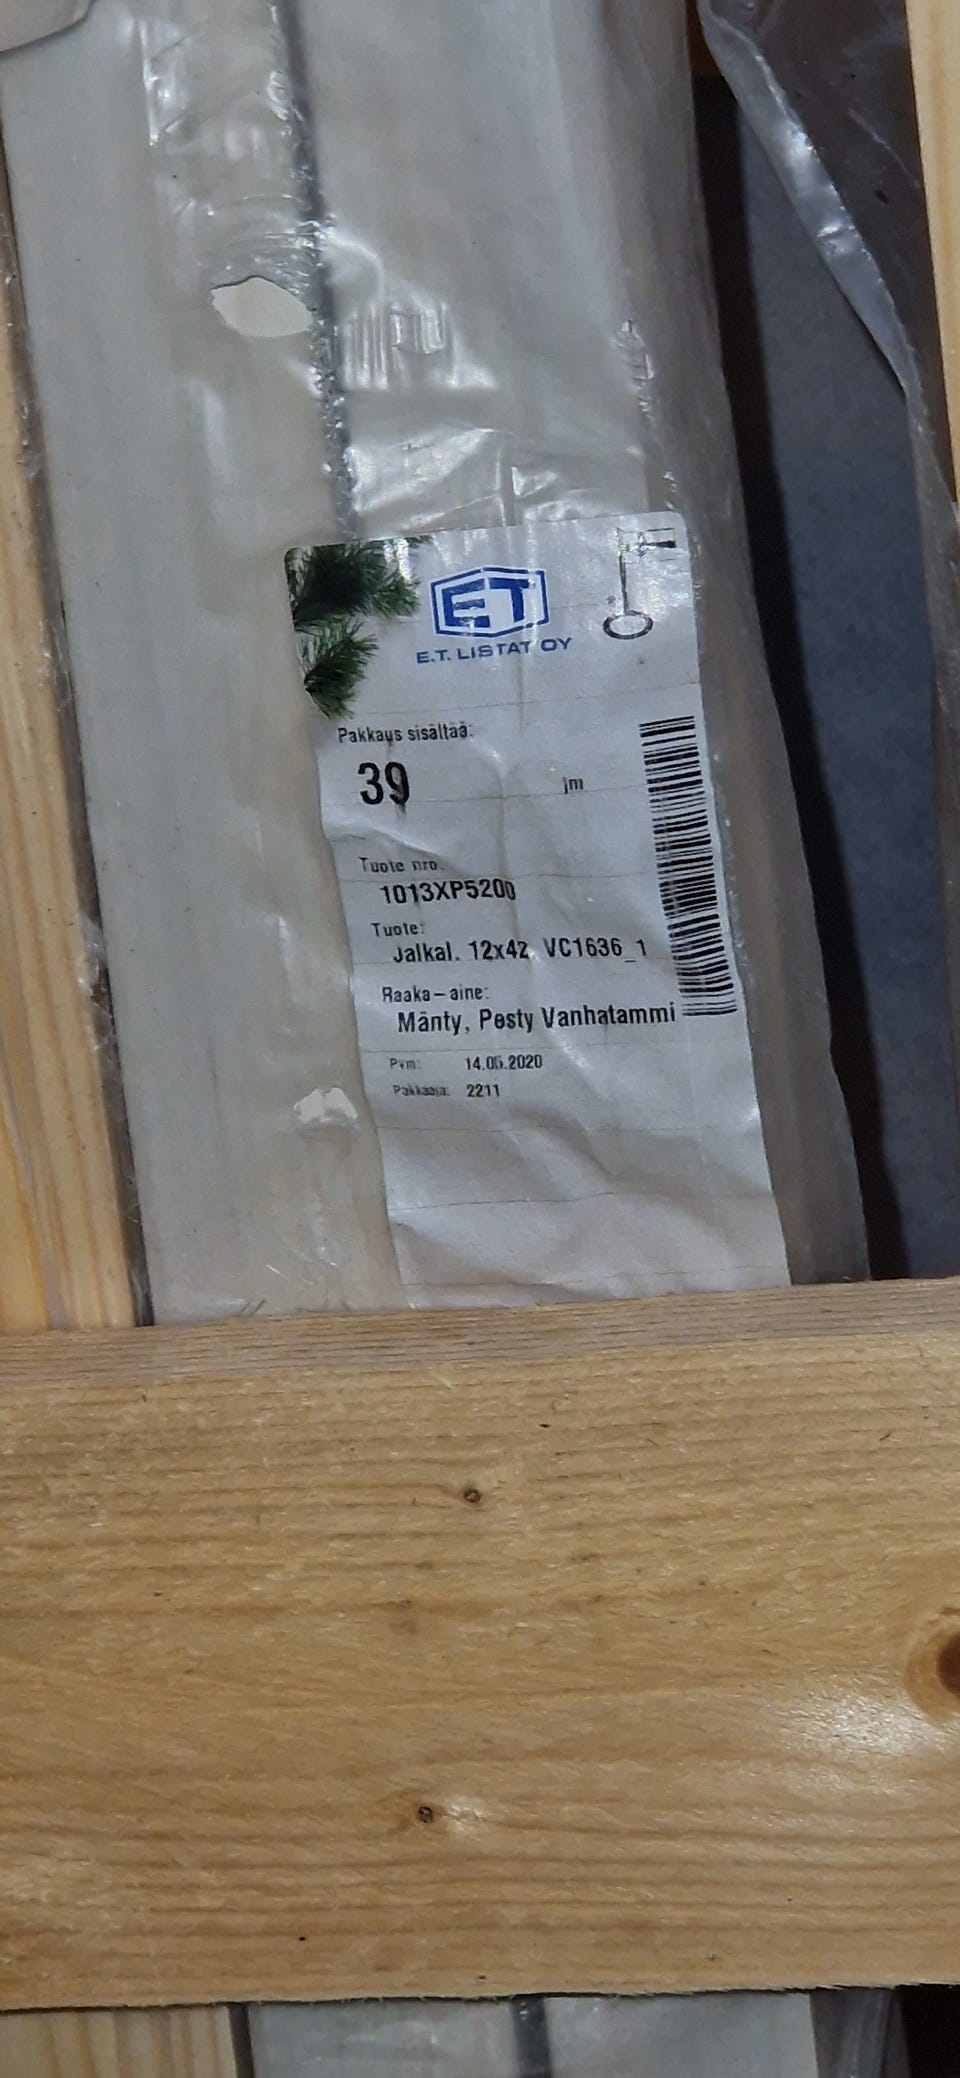 ET
E.T. LISTAT OY
Pakkaus sisältää:
39 jm
Tuote nro:
1013XP5200
Tuote:
Jalkal. 12x42, VC1636_1
Raaka-aine:
Mänty, Pesty Vanhatammi
Pvm: 14.05.2020
Pakkaaja: 2211